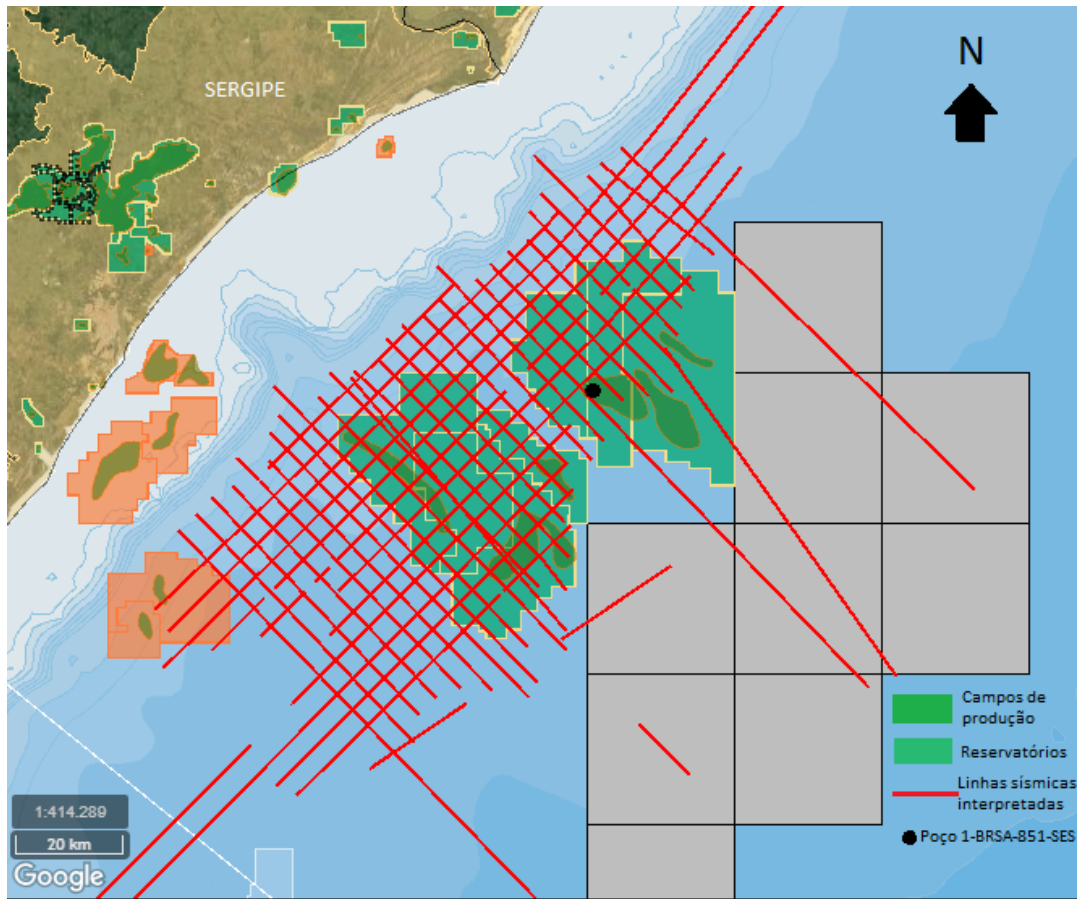 SERGIPE
N
Campos de
produção
Reservatórios
Linhas sísmicas
interpretadas
Poço 1-BRSA-851-SES
1:414.289
20 km
Google